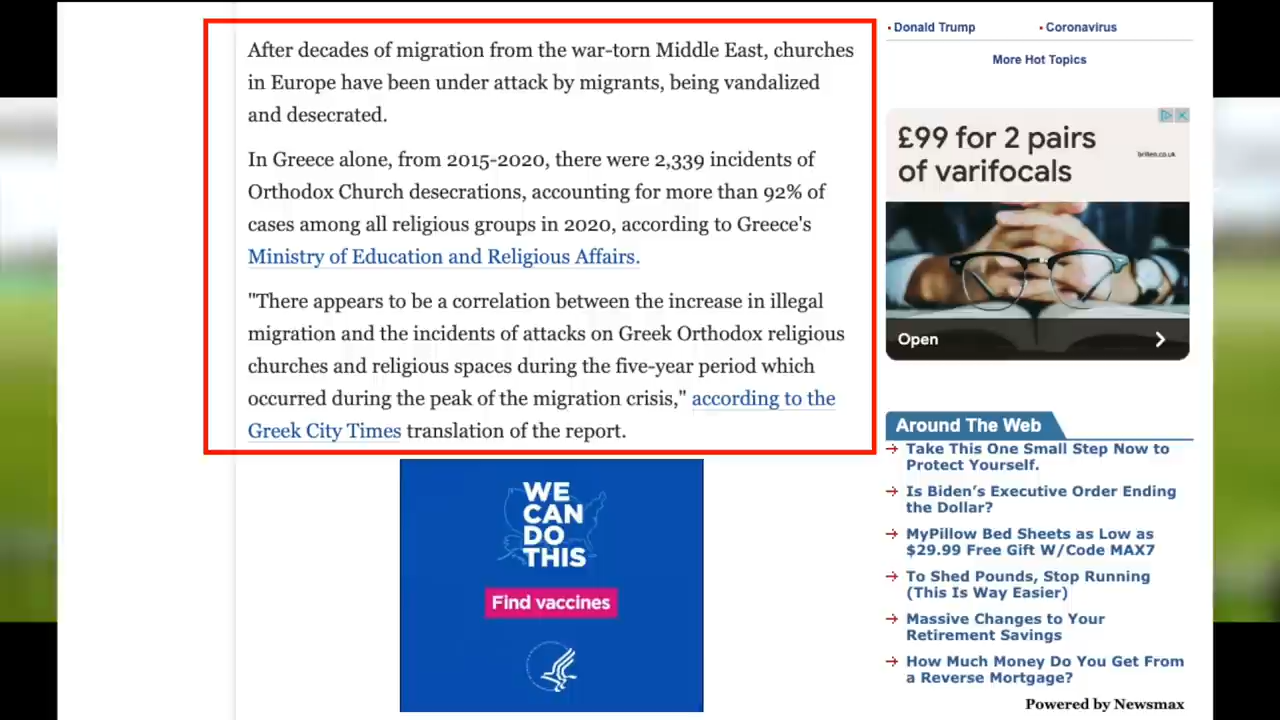 After decades of migration from the war-torn Middle East, churches
in Europe have been under attack by migrants, being vandalized
and desecrated.
In Greece alone, from 2015-2020, there were 2,339 incidents of
Orthodox Church desecrations, accounting for more than 92% of
cases among all religious groups in 2020, according to Greece's
Ministry of Education and Religious Affairs.
"There appears to be a correlation between the increase in illegal
migration and the incidents of attacks on Greek Orthodox religious
churches and religious spaces during the five-year period which
occurred during the peak of the migration crisis," according to the
Greek City Times translation of the report.
WE
CAN
DO
THIS
Find vaccines
Donald Trump
Coronavirus
More Hot Topics
£99 for 2 pairs
of varifocals
Open
Around The Web
Take This One Small Step Now to
Protect Yourself.
Is Biden's Executive Order Ending
the Dollar?
MyPillow Bed Sheets as Low as
$29.99 Free Gift W/Code MAX7
To Shed Pounds, Stop Running
(This Is Way Easier)
Massive Changes to Your
Retirement Savings
How Much Money Do You Get From
a Reverse Mortgage?
Powered by Newsmax